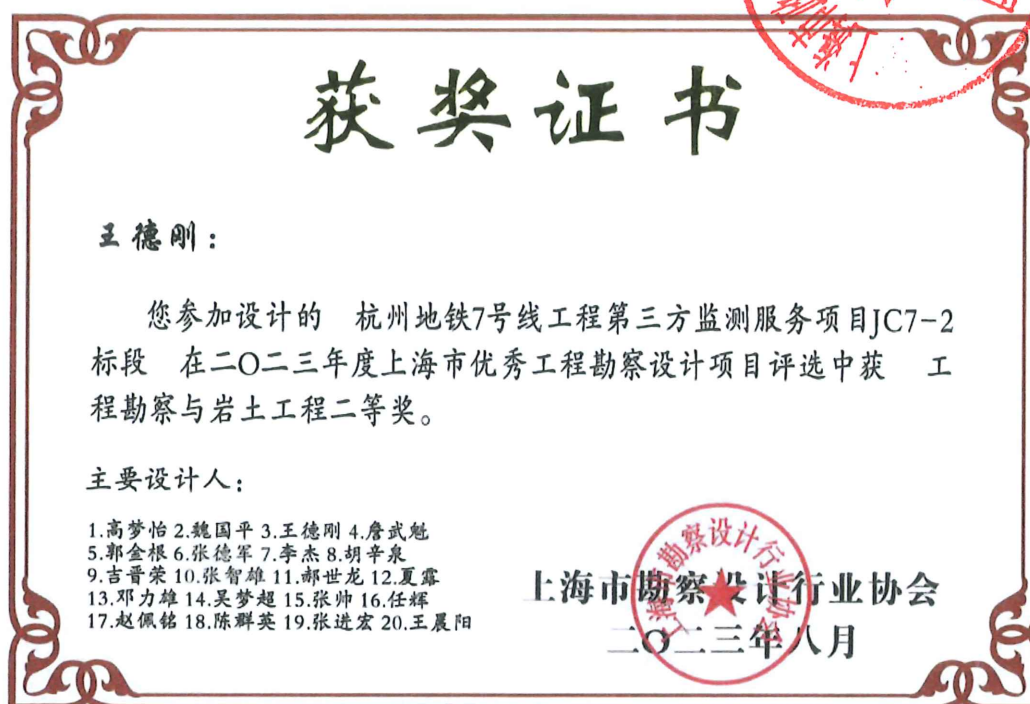 获奖证书
王德刚：
您参加设计的 杭州地铁7号线工程第三方监测服务项目JC7-2
标段 在二〇二三年度上海市优秀工程勘察设计项目评选中获 工
程勘察与岩土工程二等奖。
主要设计人：
1.高梦怡 2.魏国平 3.王德刚 4.詹武魁
5.郭金根 6.张德军 7.李杰 8.胡辛泉
9.吉晋荣 10.张智雄 11.郝世龙 12.夏露
13.邓力雄 14.吴梦超 15.张帅 16.任辉
17.赵佩铭 18.陈群英 19.张进宏 20.王晨阳
上海市勘察设计行业协会
二〇二三年八月
上海市勘察设计行业协会
上海市